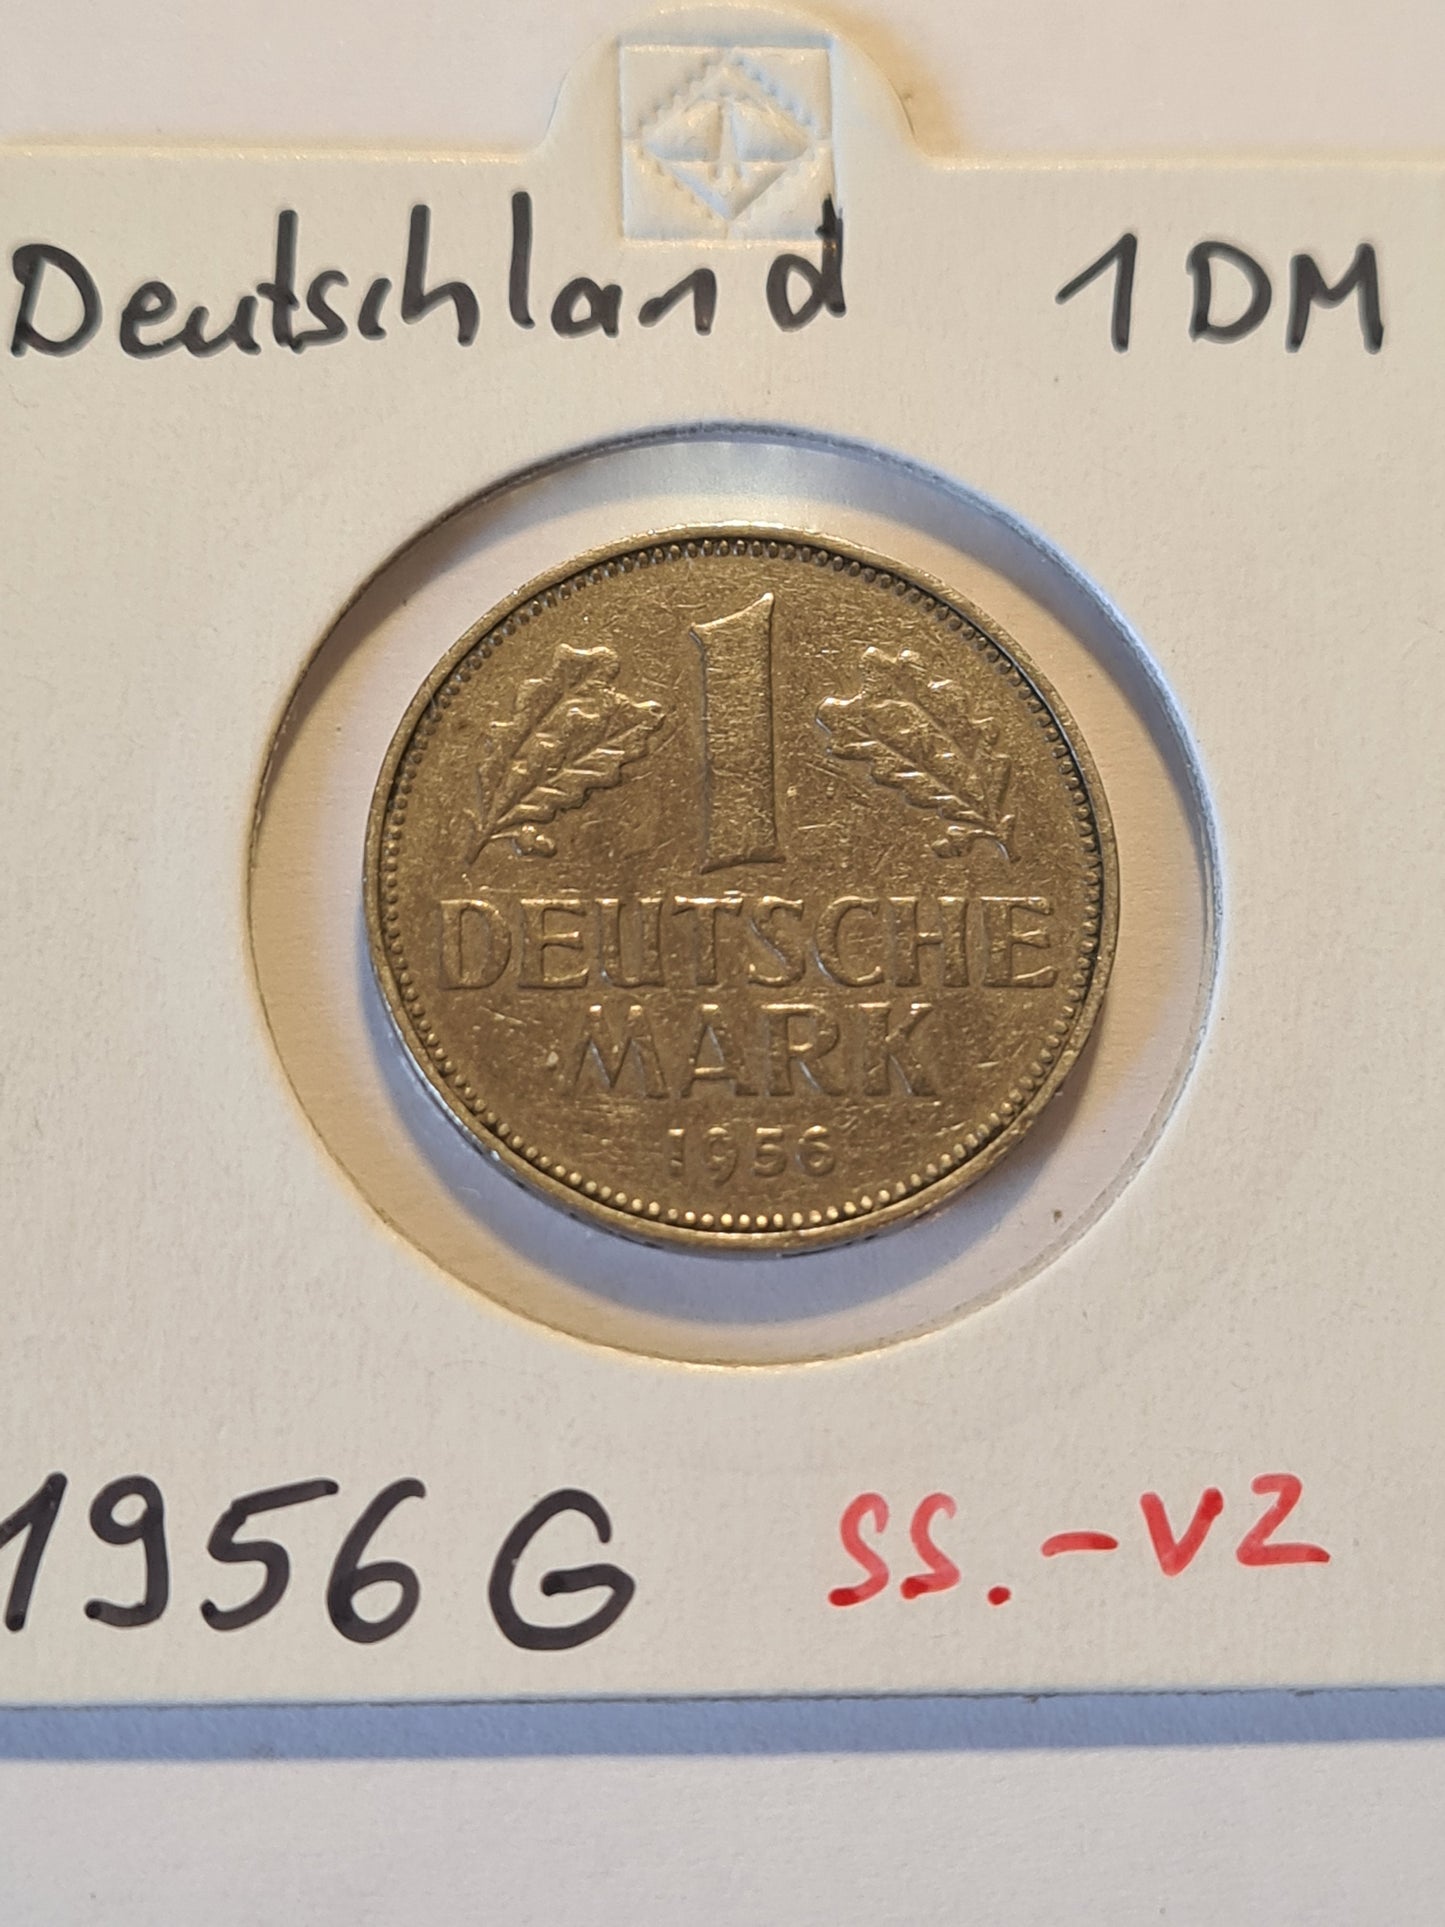 Deutschland 1 DM
1
DEUTSCHE
MARK
1956
1956 G ss. - vz